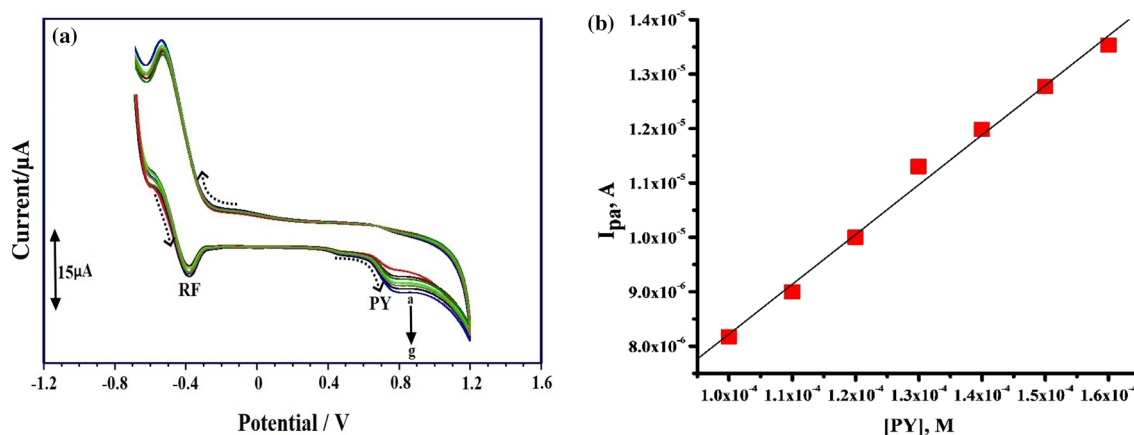 (a)
Current/µA
15µA
RF
PY
a
g
-1.2 -0.8 -0.4 0 0.4 0.8 1.2 1.6
Potential / V
(b)
I_pa, A
1.4x10⁻⁵
1.3x10⁻⁵
1.2x10⁻⁵
1.1x10⁻⁵
1.0x10⁻⁵
9.0x10⁻⁶
8.0x10⁻⁶
1.0x10⁻⁴ 1.1x10⁻⁴ 1.2x10⁻⁴ 1.3x10⁻⁴ 1.4x10⁻⁴ 1.5x10⁻⁴ 1.6x10⁻⁴
[PY], M